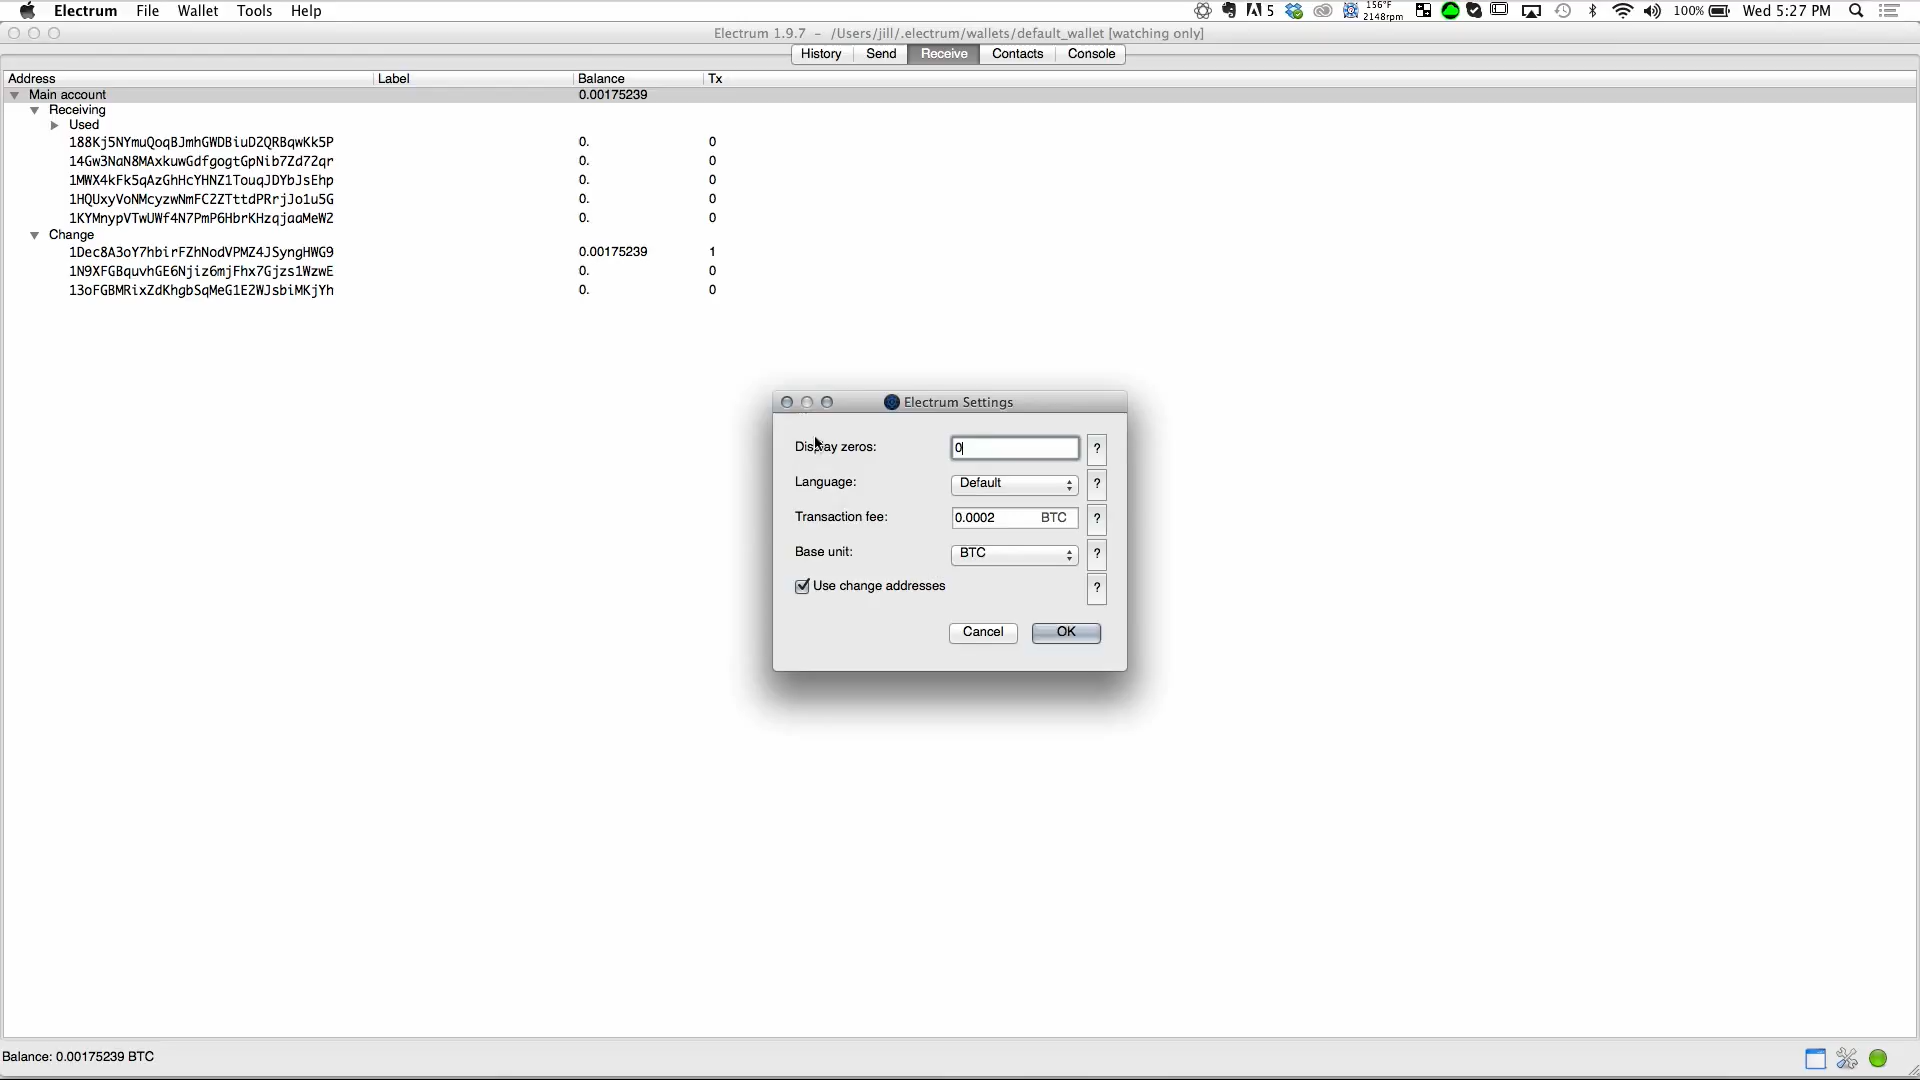 Electrum File Wallet Tools Help 5 156°F 2148rpm 100% Wed 5:27 PM
Electrum 1.9.7 – /Users/jill/.electrum/wallets/default_wallet [watching only]
History Send Receive Contacts Console
Address Label Balance Tx
Main account 0.00175239
Receiving
Used
188Kj5NYmuQoqBJmhGWDBiuD2QRBqwKk5P 0. 0
14Gw3NaN8MAxkuwGdfgogtGpNib7Zd72qr 0. 0
1MWX4kFk5qAzGhHcYHNZ1TouqJDYbJsEhp 0. 0
1HQUxyVoNMcyzwNmFC2ZTttdPRrjJo1u5G 0. 0
1KYMnypVTwUWf4N7PmP6HbrKHzqjaaMeW2 0. 0
Change
1Dec8A3oY7hbirFZhNodVPMZ4JSyngHWG9 0.00175239 1
1N9XFGBquvhGE6Njiz6mjFhx7Gjzs1WzwE 0. 0
13oFGBMRixZdKhgbSqMeG1E2WJsbiMKjYh 0. 0
Electrum Settings
Display zeros: 0 ?
Language: Default ?
Transaction fee: 0.0002 BTC ?
Base unit: BTC ?
Use change addresses ?
Cancel OK
Balance: 0.00175239 BTC